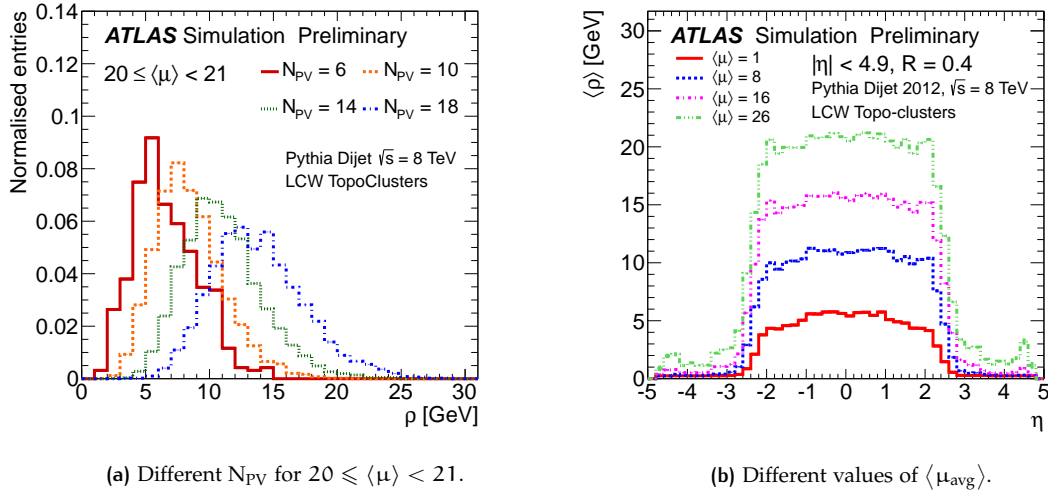 ATLAS Simulation Preliminary
20 ≤ ⟨μ⟩ < 21
N_PV = 6
N_PV = 10
N_PV = 14
N_PV = 18
Pythia Dijet √s = 8 TeV
LCW TopoClusters
Normalised entries
0.14
0.12
0.1
0.08
0.06
0.04
0.02
0
0 5 10 15 20 25 30
ρ [GeV]
(a) Different N_PV for 20 ⩽ ⟨μ⟩ < 21.
ATLAS Simulation Preliminary
⟨μ⟩ = 1
⟨μ⟩ = 8
⟨μ⟩ = 16
⟨μ⟩ = 26
|η| < 4.9, R = 0.4
Pythia Dijet 2012, √s = 8 TeV
LCW Topo-clusters
⟨ρ⟩ [GeV]
30
25
20
15
10
5
0
-5 -4 -3 -2 -1 0 1 2 3 4 5
η
(b) Different values of ⟨μ_avg⟩.